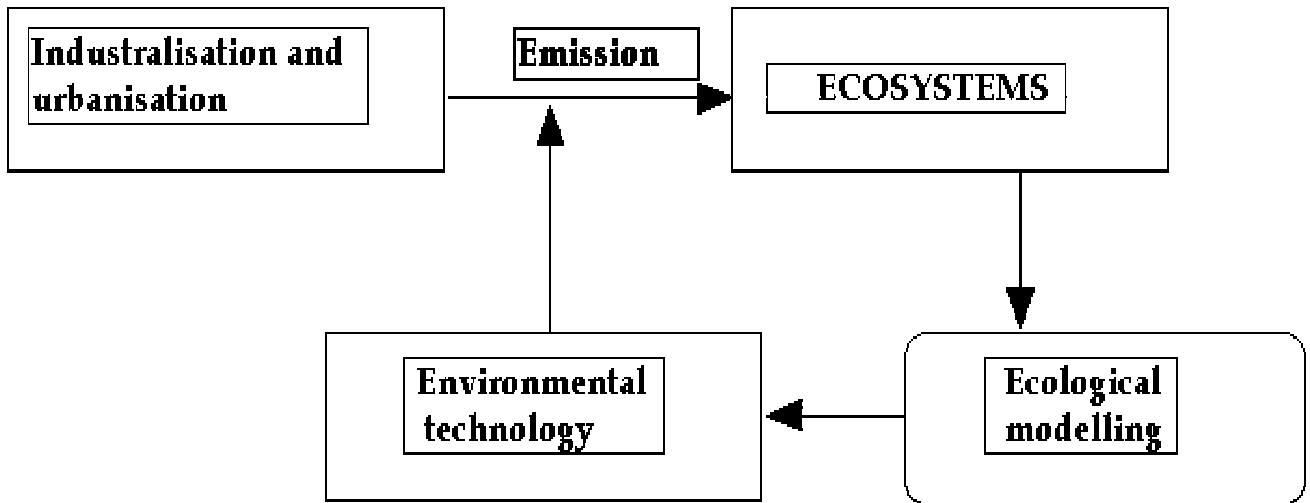 Industralisation and
urbanisation
Emission
ECOSYSTEMS
Environmental
technology
Ecological
modelling